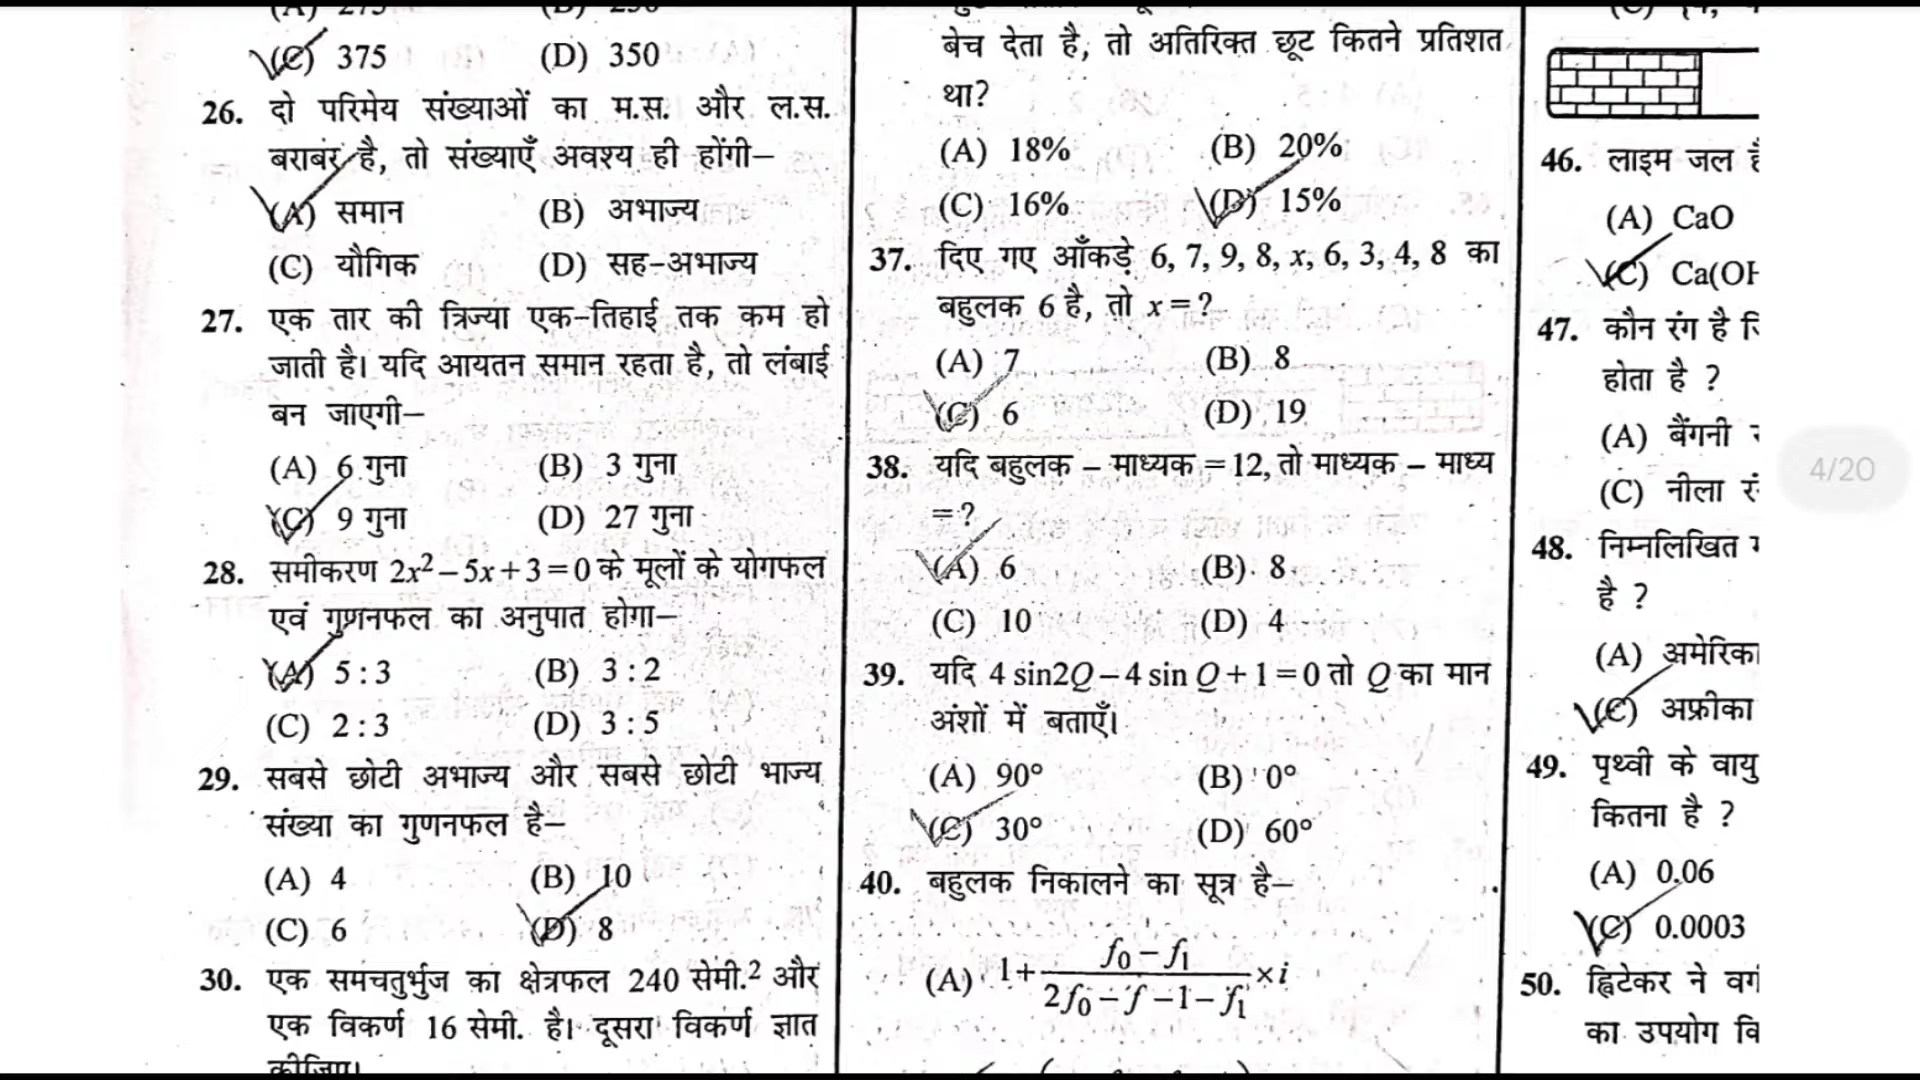 (C) 375 (D) 350
26. दो परिमेय संख्याओं का म.स. और ल.स.
बराबर है, तो संख्याएँ अवश्य ही होंगी–
(A) समान (B) अभाज्य
(C) यौगिक (D) सह-अभाज्य
27. एक तार की त्रिज्या एक-तिहाई तक कम हो
जाती है। यदि आयतन समान रहता है, तो लंबाई
बन जाएगी–
(A) 6 गुना (B) 3 गुना
(C) 9 गुना (D) 27 गुना
28. समीकरण 2x² – 5x + 3 = 0 के मूलों के योगफल
एवं गुणनफल का अनुपात होगा–
(A) 5 : 3 (B) 3 : 2
(C) 2 : 3 (D) 3 : 5
29. सबसे छोटी अभाज्य और सबसे छोटी भाज्य
संख्या का गुणनफल है–
(A) 4 (B) 10
(C) 6 (D) 8
30. एक समचतुर्भुज का क्षेत्रफल 240 सेमी.² और
एक विकर्ण 16 सेमी. है। दूसरा विकर्ण ज्ञात
कीजिए।
बेच देता है, तो अतिरिक्त छूट कितने प्रतिशत
था?
(A) 18% (B) 20%
(C) 16% (D) 15%
37. दिए गए आँकड़े 6, 7, 9, 8, x, 6, 3, 4, 8 का
बहुलक 6 है, तो x = ?
(A) 7 (B) 8
(C) 6 (D) 19
38. यदि बहुलक – माध्यक = 12, तो माध्यक – माध्य
= ?
(A) 6 (B) 8
(C) 10 (D) 4
39. यदि 4 sin2Q – 4 sin Q + 1 = 0 तो Q का मान
अंशों में बताएँ।
(A) 90° (B) 0°
(C) 30° (D) 60°
40. बहुलक निकालने का सूत्र है–
f₀ – f₁
(A) 1 + × i
2f₀ – f – 1 – f₁
46. लाइम जल
(A) CaO
(C) Ca(OH
47. कौन रंग है
होता है ?
(A) बैंगनी
(C) नीला
48. निम्नलिखित
है ?
(A) अमेरिका
(C) अफ्रीका
49. पृथ्वी के वायु
कितना है ?
(A) 0.06
(C) 0.0003
50. ह्विटेकर ने
का उपयोग
4/20